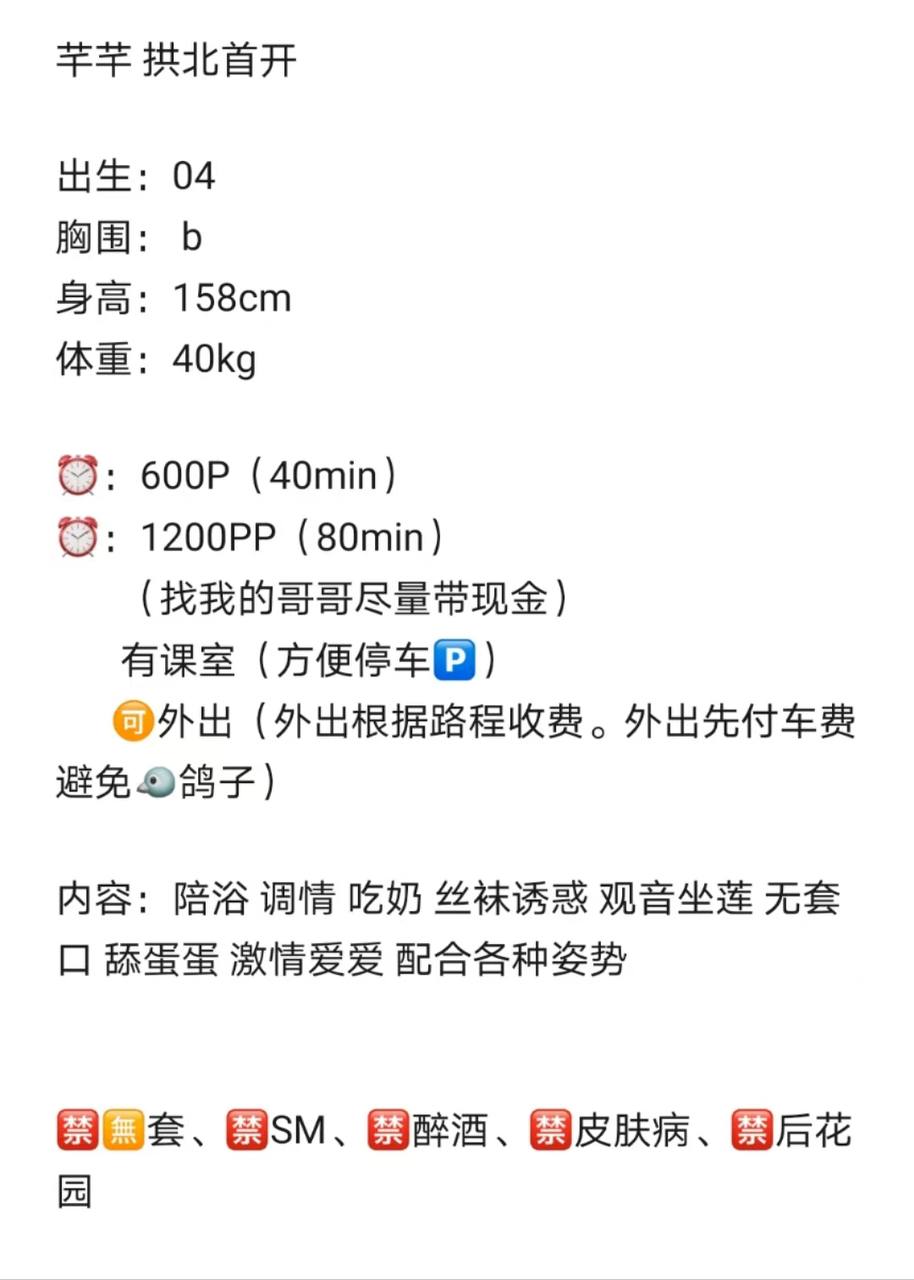 芊芊 拱北首开
出生：04
胸围： b
身高：158cm
体重：40kg
⏰：600P（40min）
⏰：1200PP（80min）
（找我的哥哥尽量带现金）
有课室（方便停车🅿️）
🉑外出（外出根据路程收费。外出先付车费
避免🐦鸽子）
内容：陪浴 调情 吃奶 丝袜诱惑 观音坐莲 无套
口 舔蛋蛋 激情爱爱 配合各种姿势
🈲🈚套、🈲SM、🈲醉酒、🈲皮肤病、🈲后花
园